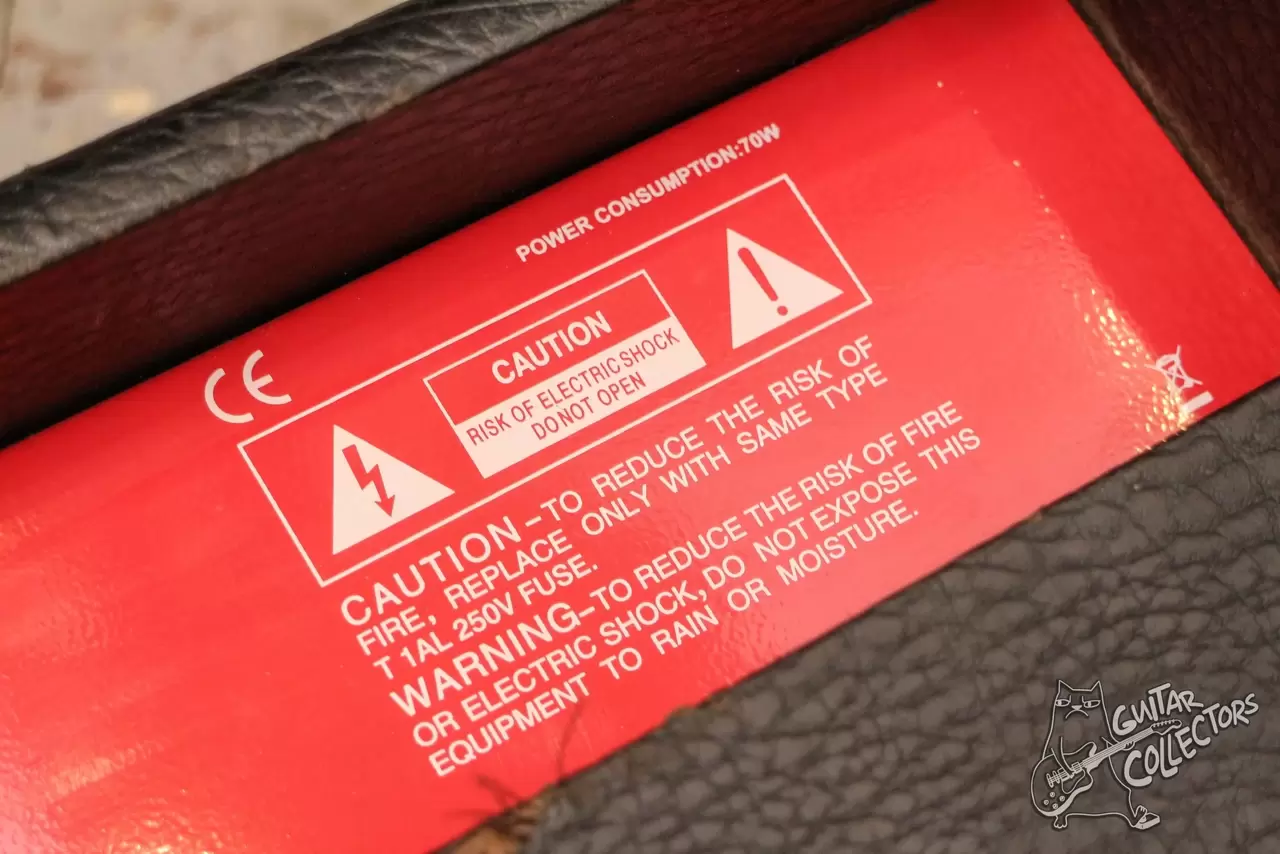 POWER CONSUMPTION:70W
CE
CAUTION
RISK OF ELECTRIC SHOCK
DO NOT OPEN
CAUTION -TO REDUCE THE RISK OF
FIRE, REPLACE ONLY WITH SAME TYPE
T 1AL 250V FUSE.
WARNING-TO REDUCE THE RISK OF FIRE
OR ELECTRIC SHOCK, DO NOT EXPOSE THIS
EQUIPMENT TO RAIN OR MOISTURE.
GUITAR
COLLECTORS